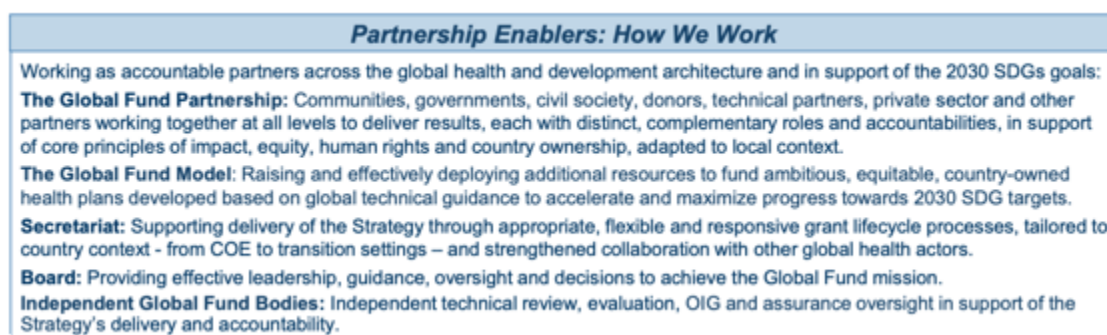 Partnership Enablers: How We Work
Working as accountable partners across the global health and development architecture and in support of the 2030 SDGs goals:
The Global Fund Partnership: Communities, governments, civil society, donors, technical partners, private sector and other
partners working together at all levels to deliver results, each with distinct, complementary roles and accountabilities, in support
of core principles of impact, equity, human rights and country ownership, adapted to local context.
The Global Fund Model: Raising and effectively deploying additional resources to fund ambitious, equitable, country-owned
health plans developed based on global technical guidance to accelerate and maximize progress towards 2030 SDG targets.
Secretariat: Supporting delivery of the Strategy through appropriate, flexible and responsive grant lifecycle processes, tailored to
country context - from COE to transition settings – and strengthened collaboration with other global health actors.
Board: Providing effective leadership, guidance, oversight and decisions to achieve the Global Fund mission.
Independent Global Fund Bodies: Independent technical review, evaluation, OIG and assurance oversight in support of the
Strategy's delivery and accountability.